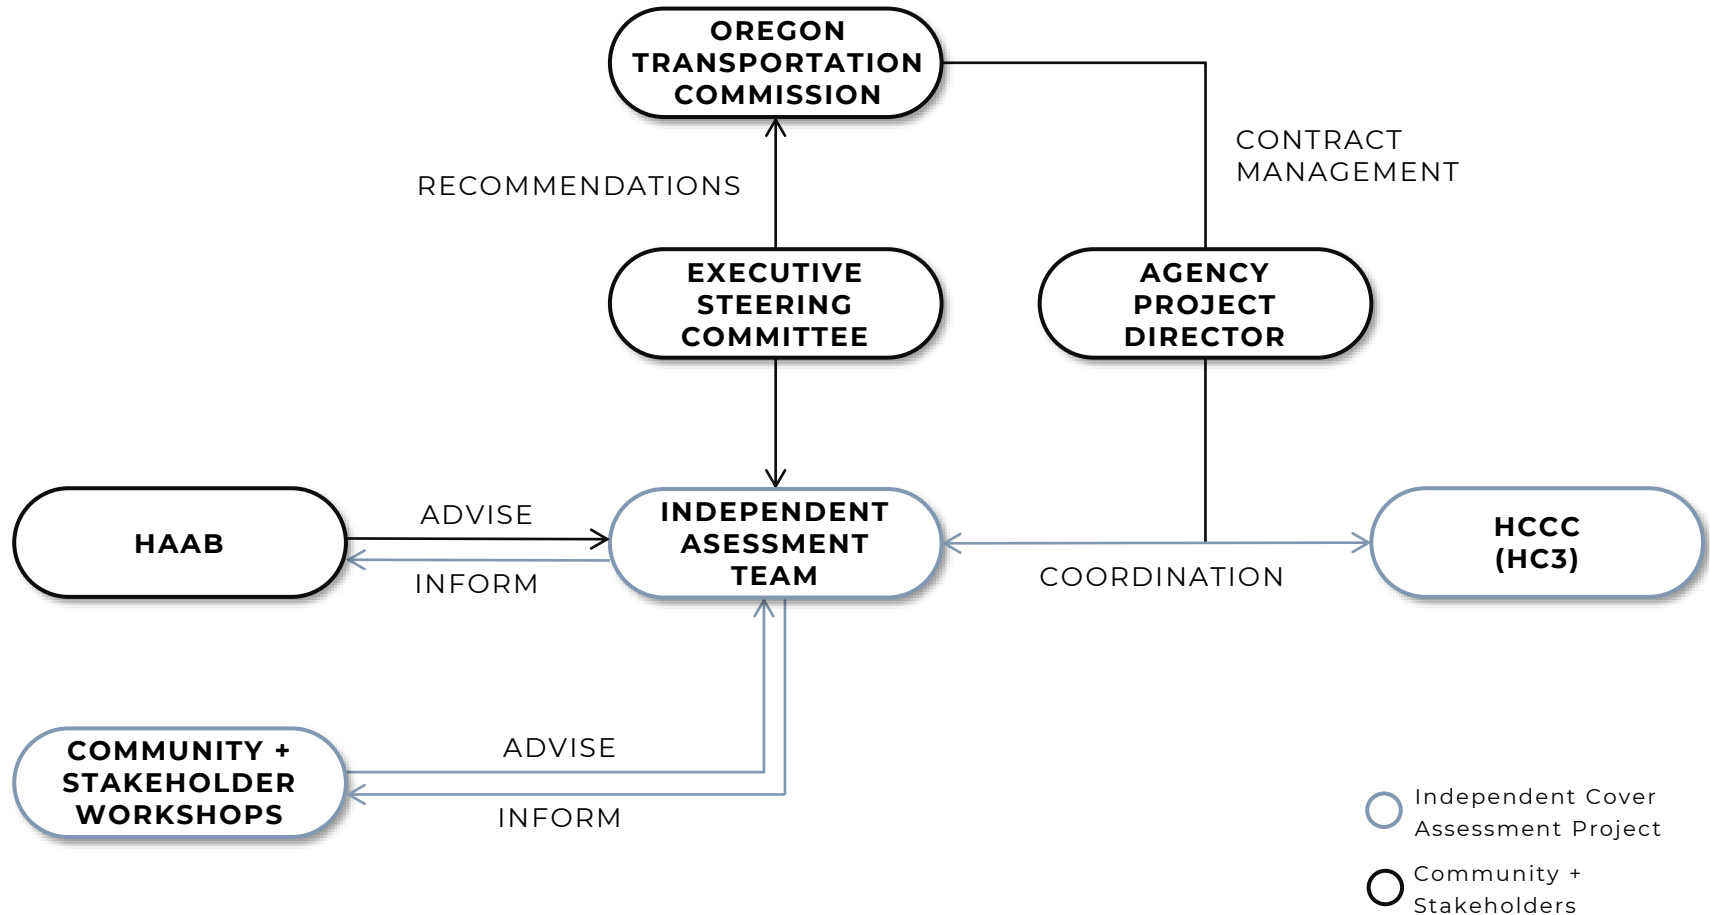 OREGON
TRANSPORTATION
COMMISSION
CONTRACT
MANAGEMENT
RECOMMENDATIONS
EXECUTIVE
STEERING
COMMITTEE
AGENCY
PROJECT
DIRECTOR
HAAB
ADVISE
INFORM
INDEPENDENT
ASESSMENT
TEAM
COORDINATION
HCCC
(HC3)
COMMUNITY +
STAKEHOLDER
WORKSHOPS
ADVISE
INFORM
Independent Cover
Assessment Project
Community +
Stakeholders